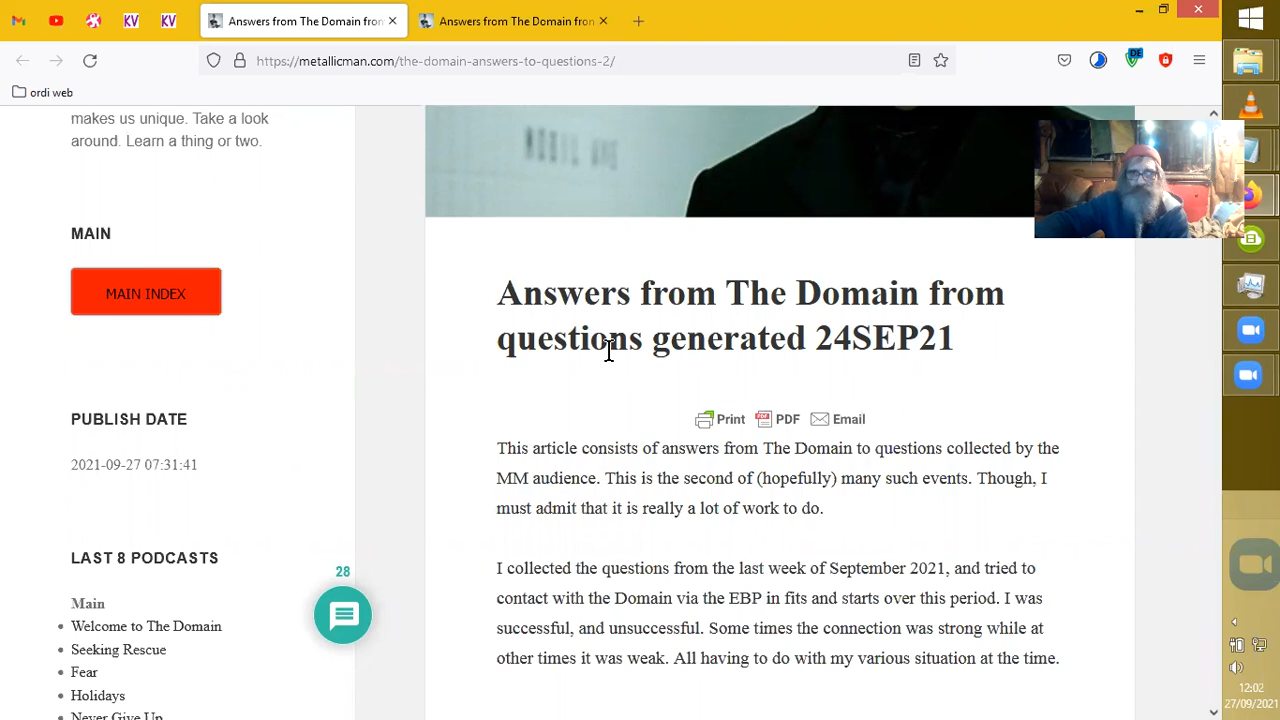 Answers from The Domain from
Answers from The Domain fron
https://metallicman.com/the-domain-answers-to-questions-2/
DE
ordi web
makes us unique. Take a look
around. Learn a thing or two.
MAIN
MAIN INDEX
PUBLISH DATE
2021-09-27 07:31:41
LAST 8 PODCASTS
Main
Welcome to The Domain
Seeking Rescue
Fear
Holidays
Never Give Up
28
Answers from The Domain from
questions generated 24SEP21
Print PDF Email
This article consists of answers from The Domain to questions collected by the
MM audience. This is the second of (hopefully) many such events. Though, I
must admit that it is really a lot of work to do.
I collected the questions from the last week of September 2021, and tried to
contact with the Domain via the EBP in fits and starts over this period. I was
successful, and unsuccessful. Some times the connection was strong while at
other times it was weak. All having to do with my various situation at the time.
12:02
27/09/2021